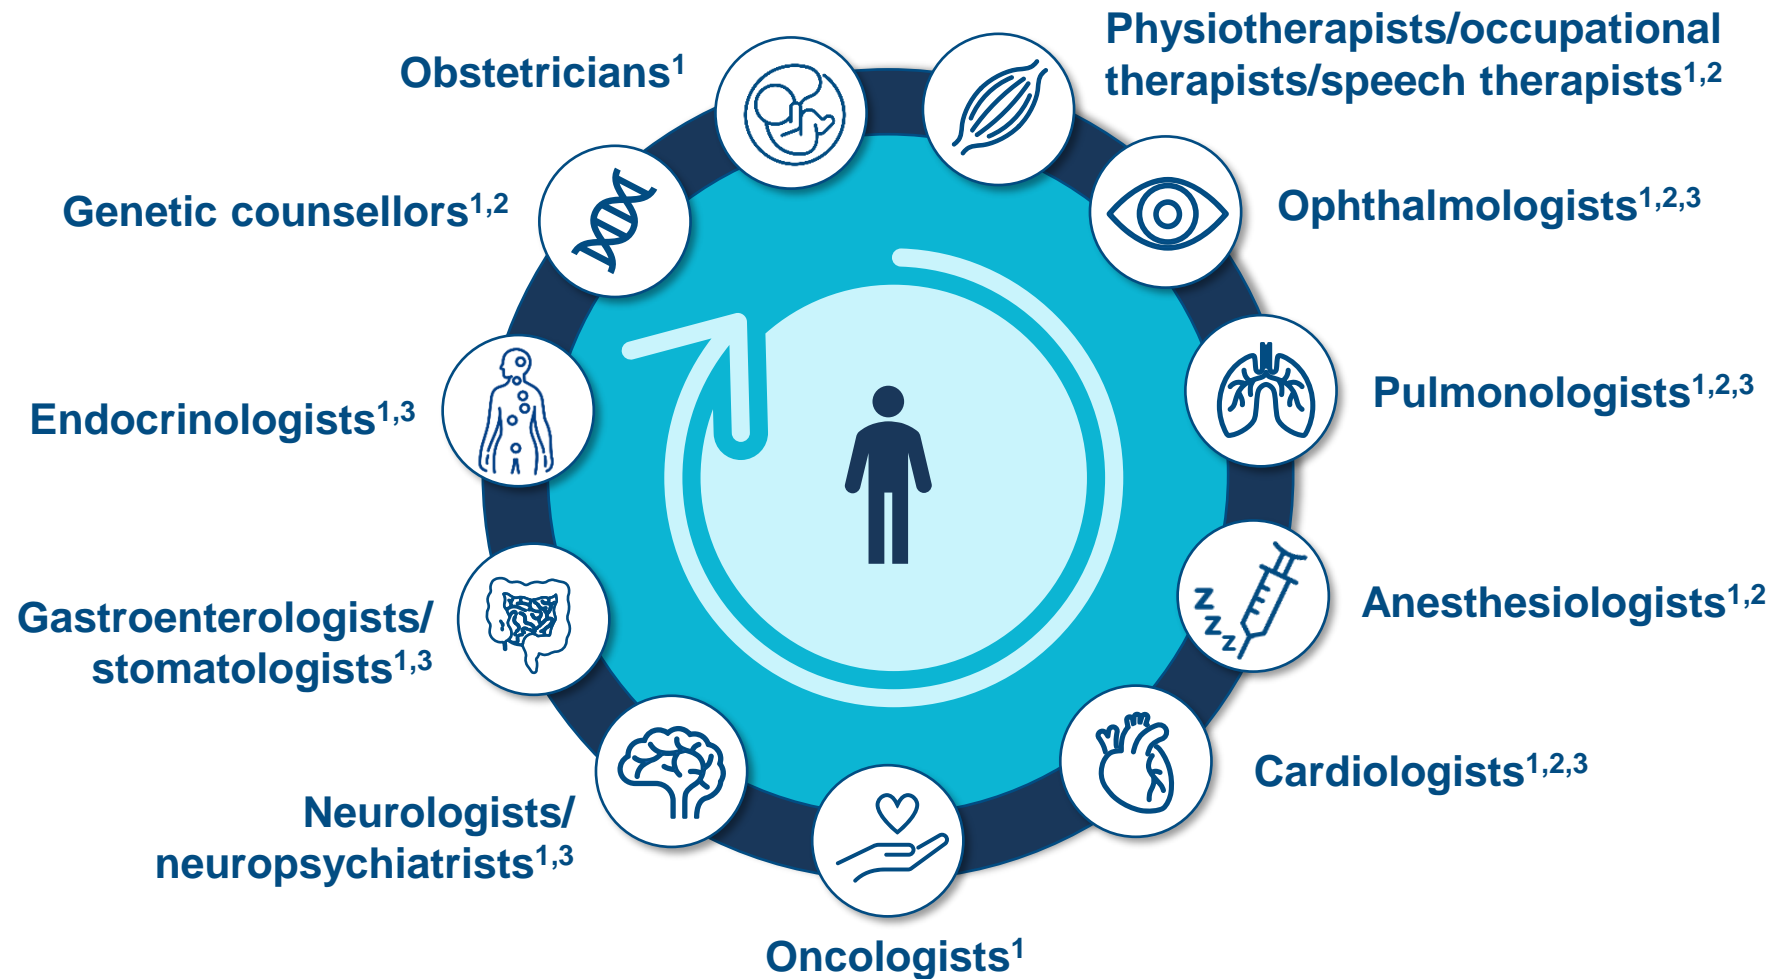 Obstetricians¹
Physiotherapists/occupational
therapists/speech therapists¹,²
Genetic counsellors¹,²
Ophthalmologists¹,²,³
Endocrinologists¹,³
Pulmonologists¹,²,³
Gastroenterologists/
stomatologists¹,³
z
z
z
z
Anesthesiologists¹,²
Neurologists/
neuropsychiatrists¹,³
Cardiologists¹,²,³
Oncologists¹